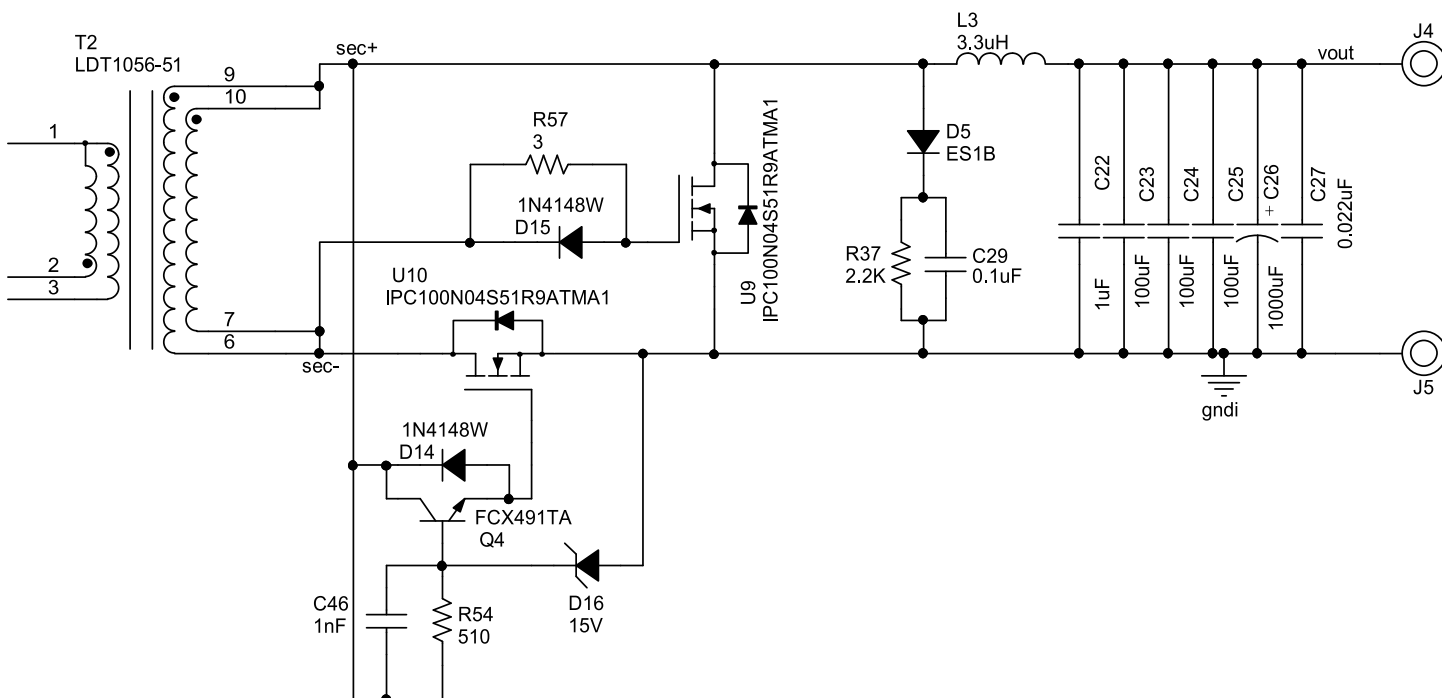 T2
LDT1056-51
1
2
3
9
10
7
6
sec+
sec-
R57
3
1N4148W
D15
U10
IPC100N04S51R9ATMA1
U9
IPC100N04S51R9ATMA1
1N4148W
D14
FCX491TA
Q4
C46
1nF
R54
510
D16
15V
D5
ES1B
R37
2.2K
C29
0.1uF
L3
3.3uH
C22
1uF
C23
100uF
C24
100uF
C25
100uF
C26
+
1000uF
C27
0.022uF
vout
J4
J5
gndi